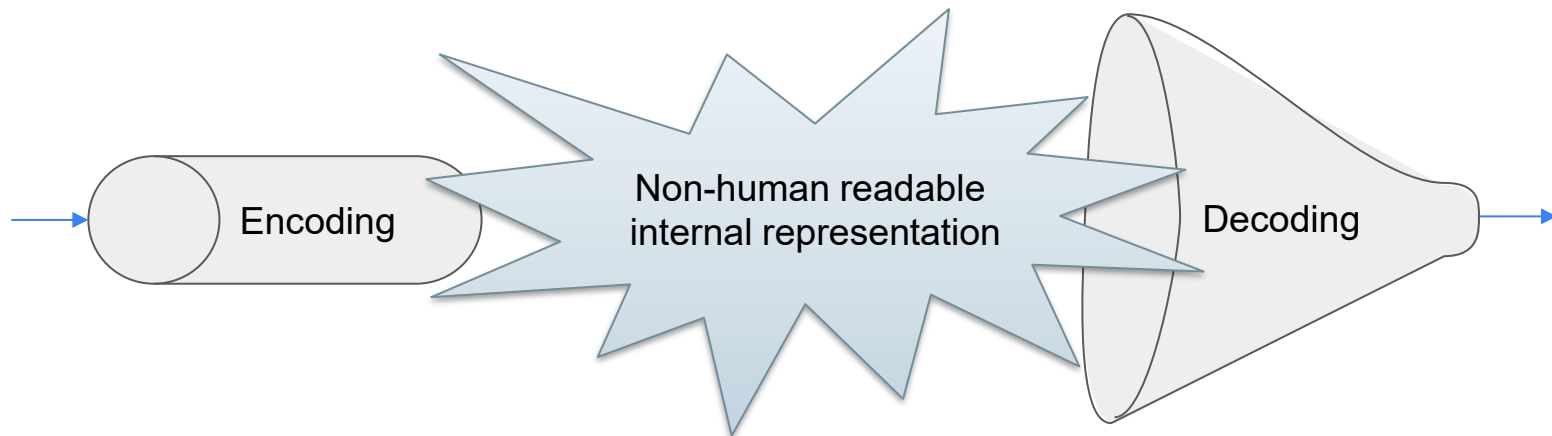 Encoding
Non-human readable
internal representation
Decoding